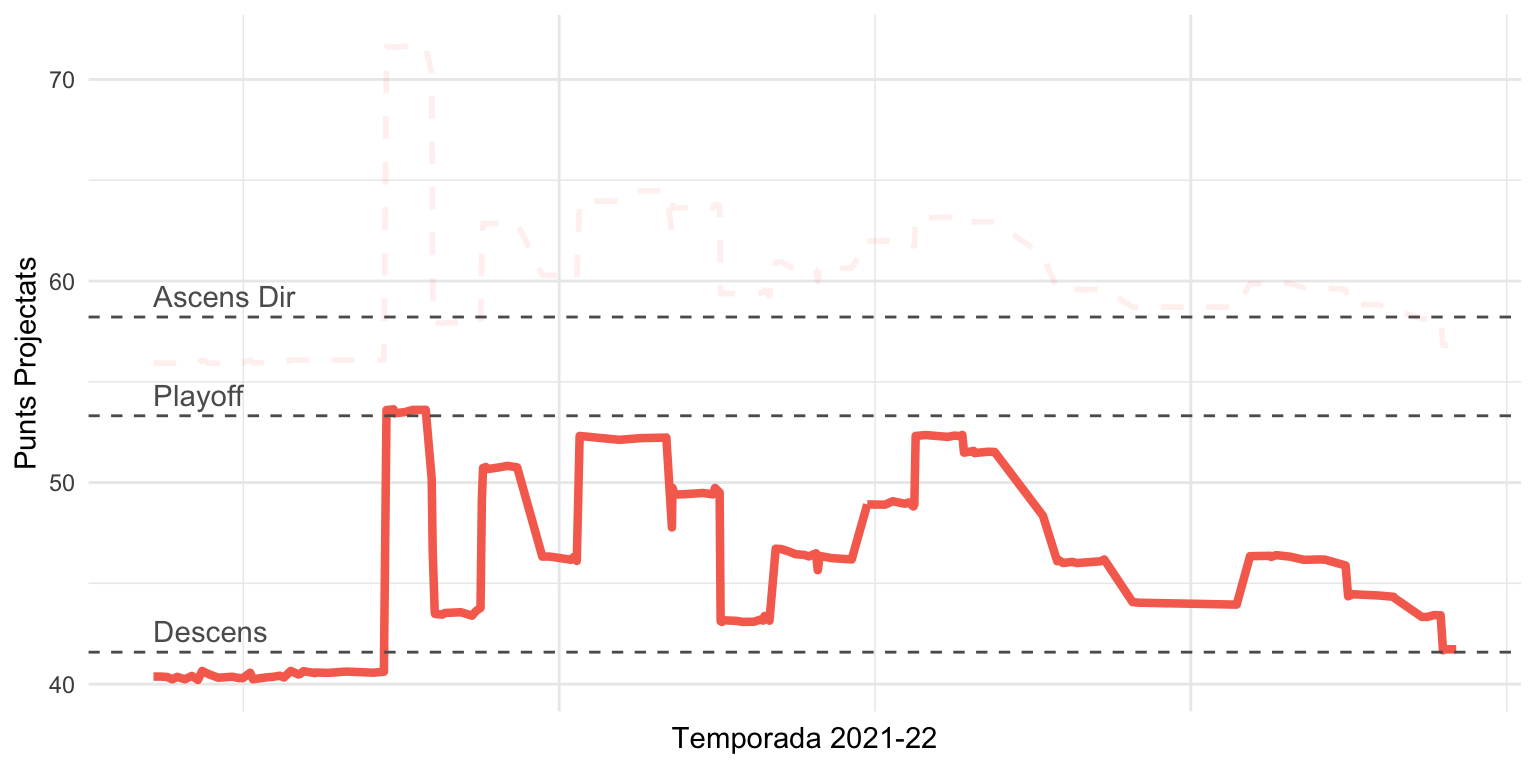 70
60
50
40
Punts Projectats
Ascens Dir
Playoff
Descens
Temporada 2021-22